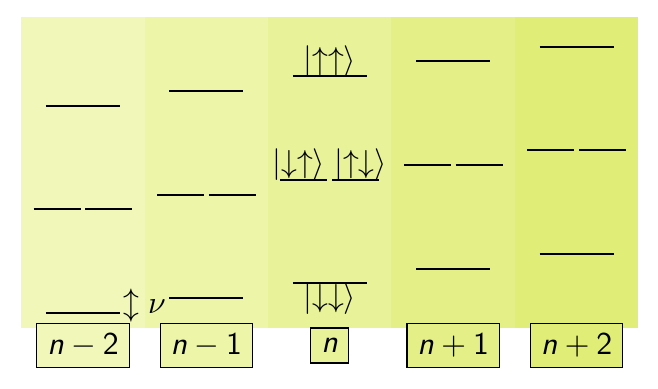 |↑↑⟩
|↓↑⟩ |↑↓⟩
|↓↓⟩
↕ ν
n − 2 n − 1 n n + 1 n + 2